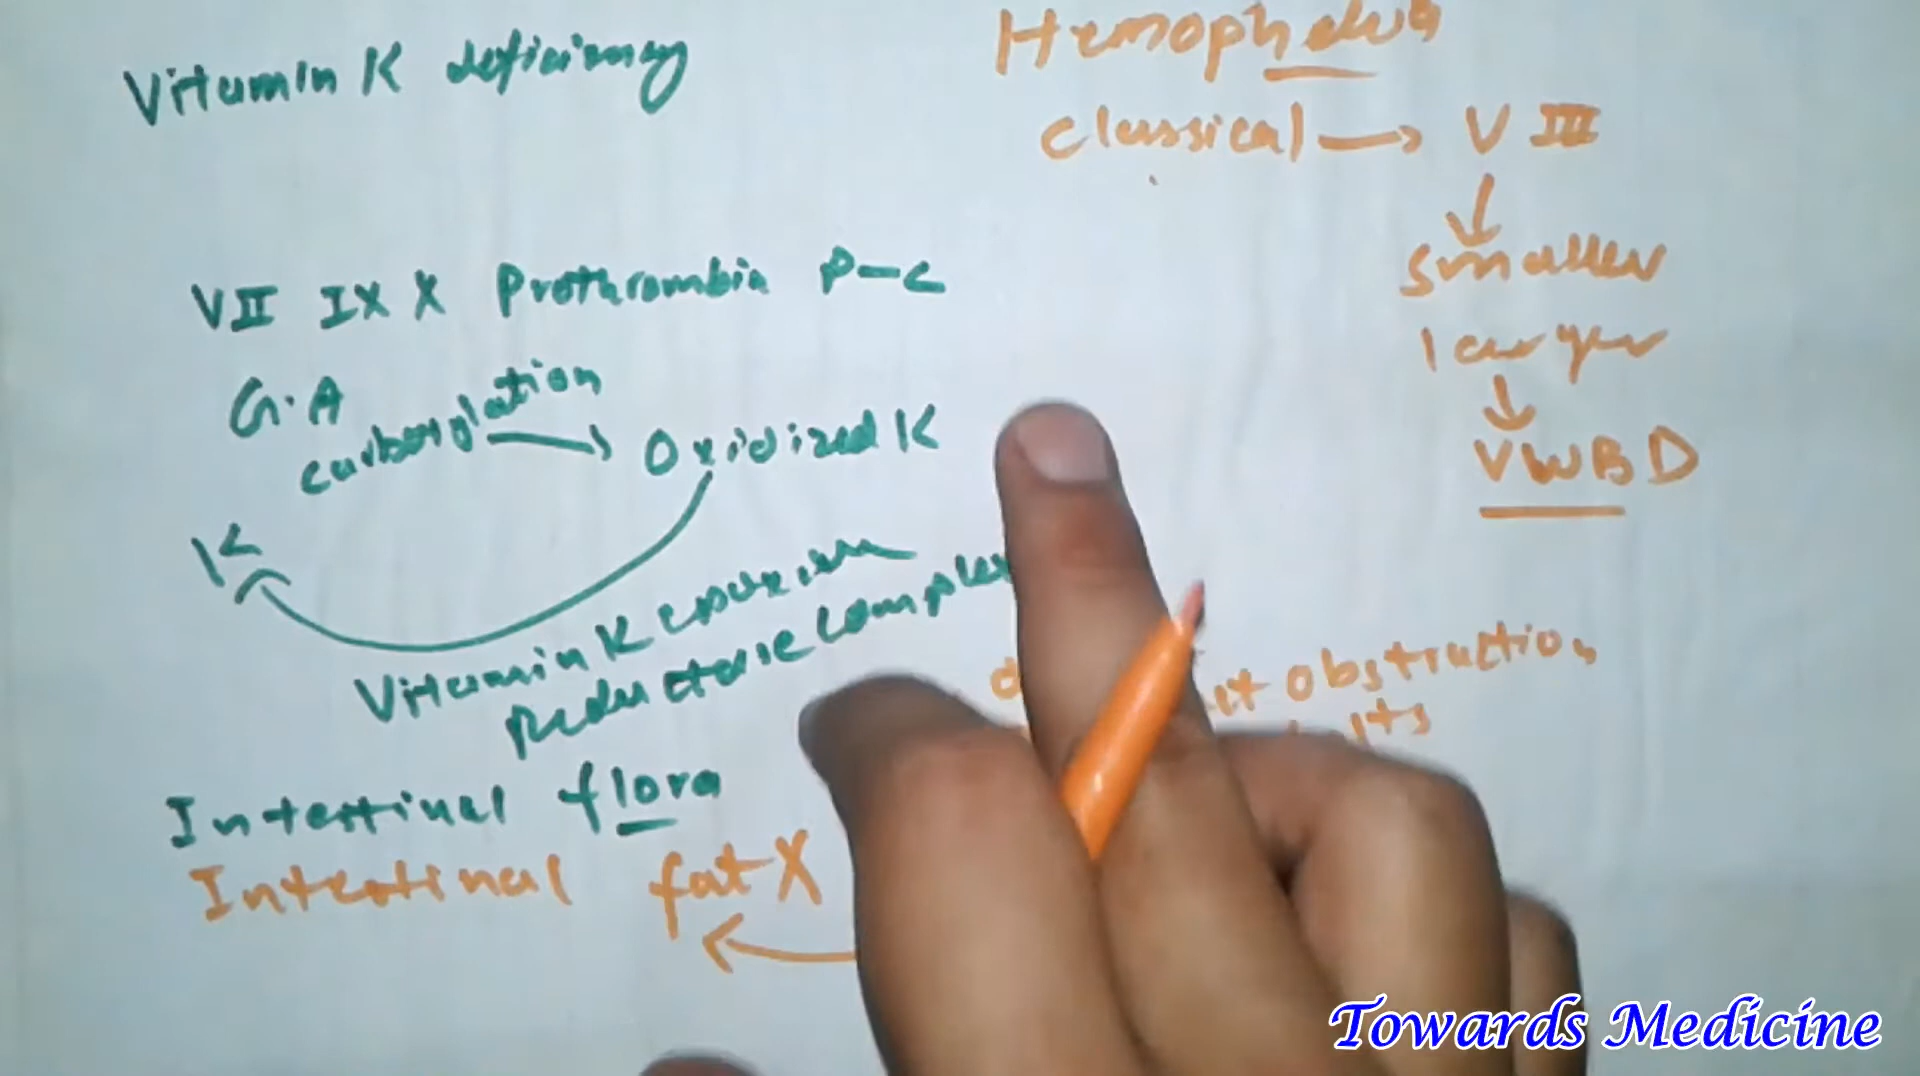 Vitamin K deficiency
VII IX X Prothrombin P-C
G.A
carboxylation → Oxidized K
K
Vitamin K
Reductase complex
Intestinal flora
Intestinal fat X
Hemophelia
classical → VIII
smaller
larger
VWBD
obstruction
Towards Medicine